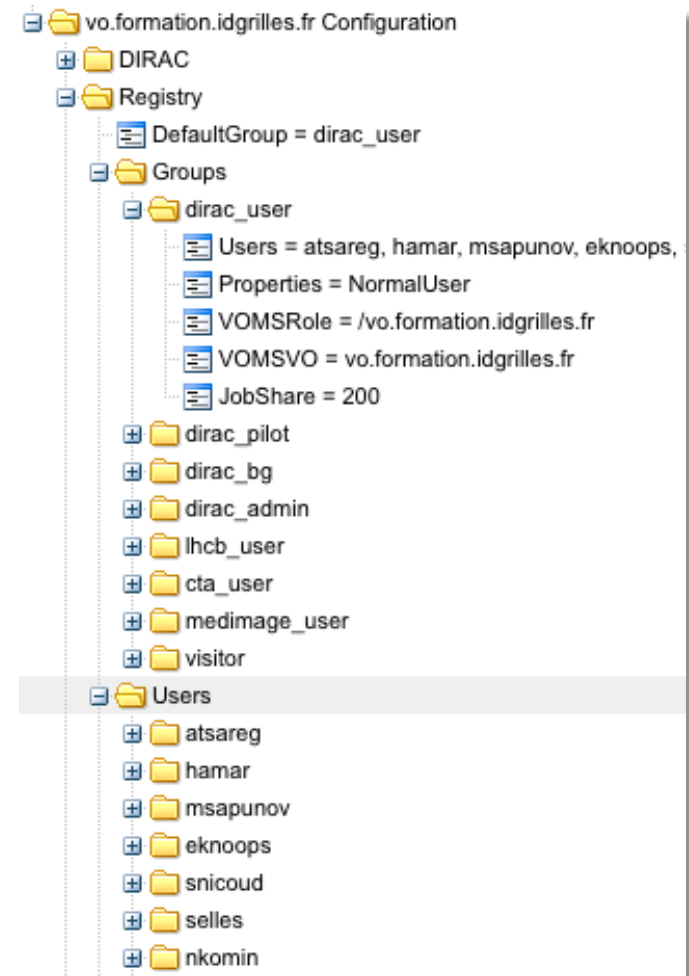 vo.formation.idgrilles.fr Configuration
DIRAC
Registry
DefaultGroup = dirac_user
Groups
dirac_user
Users = atsareg, hamar, msapunov, eknoops,
Properties = NormalUser
VOMSRole = /vo.formation.idgrilles.fr
VOMSVO = vo.formation.idgrilles.fr
JobShare = 200
dirac_pilot
dirac_bg
dirac_admin
lhcb_user
cta_user
medimage_user
visitor
Users
atsareg
hamar
msapunov
eknoops
snicoud
selles
nkomin